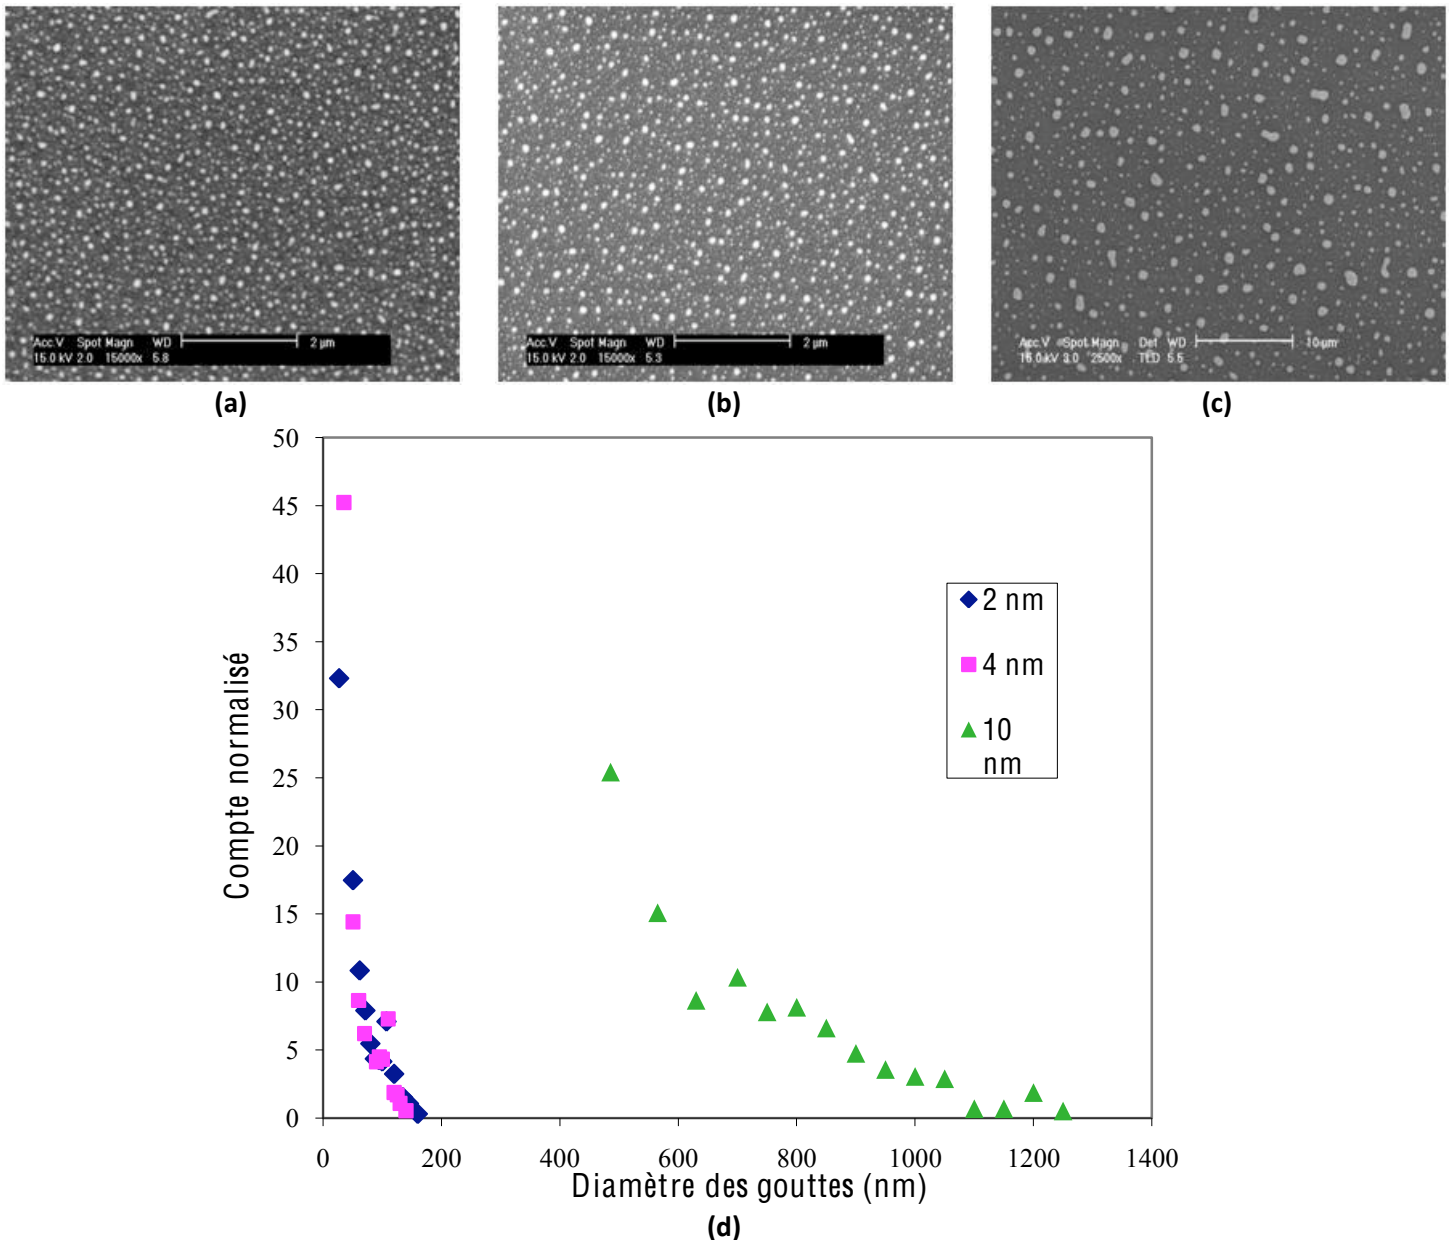 Acc.V Spot Magn WD 2 µm
15.0 kV 2.0 15000x 5.8
Acc.V Spot Magn WD 2 µm
15.0 kV 2.0 15000x 5.3
Acc.V Spot Magn Det WD 10 µm
15.0 kV 3.0 2500x TLD 5.5
(a) (b) (c)
50
45
40
35
30
25
20
15
10
5
0
Compte normalisé
2 nm
4 nm
10
nm
0 200 400 600 800 1000 1200 1400
Diamètre des gouttes (nm)
(d)